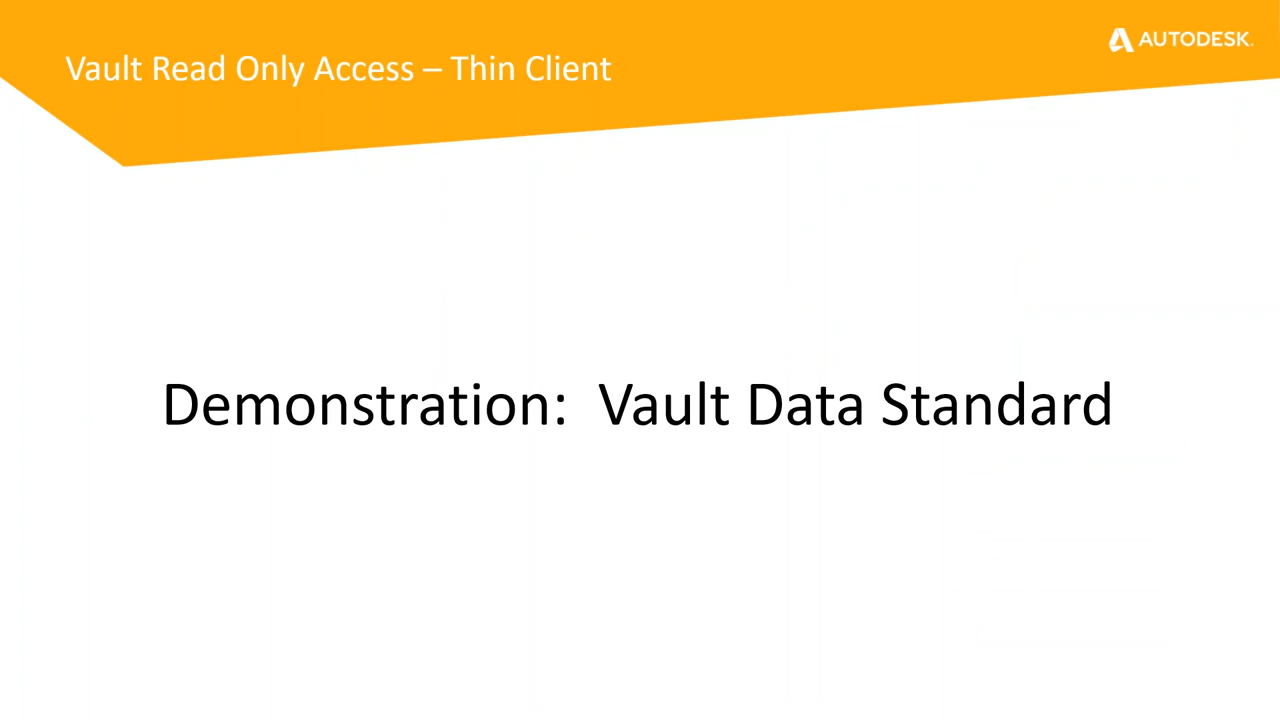 Vault Read Only Access – Thin Client
AUTODESK.
Demonstration:  Vault Data Standard